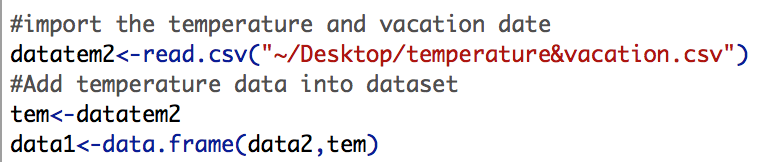 #import the temperature and vacation date
datatem2<-read.csv("~/Desktop/temperature&vacation.csv")
#Add temperature data into dataset
tem<-datatem2
data1<-data.frame(data2,tem)